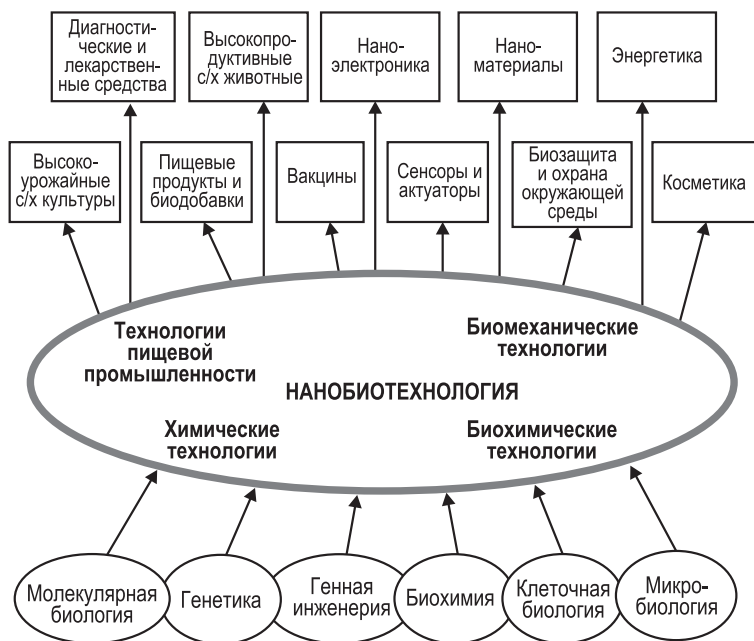 Диагности-
ческие и
лекарствен-
ные средства
Высокопро-
дуктивные
с/х животные
Нано-
электроника
Нано-
материалы
Энергетика
Высоко-
урожайные
с/х культуры
Пищевые
продукты и
биодобавки
Вакцины
Сенсоры и
актуаторы
Биозащита
и охрана
окружающей
среды
Косметика
Технологии
пищевой
промышленности
Биомеханические
технологии
НАНОБИОТЕХНОЛОГИЯ
Химические
технологии
Биохимические
технологии
Молекулярная
биология
Генетика
Генная
инженерия
Биохимия
Клеточная
биология
Микро-
биология